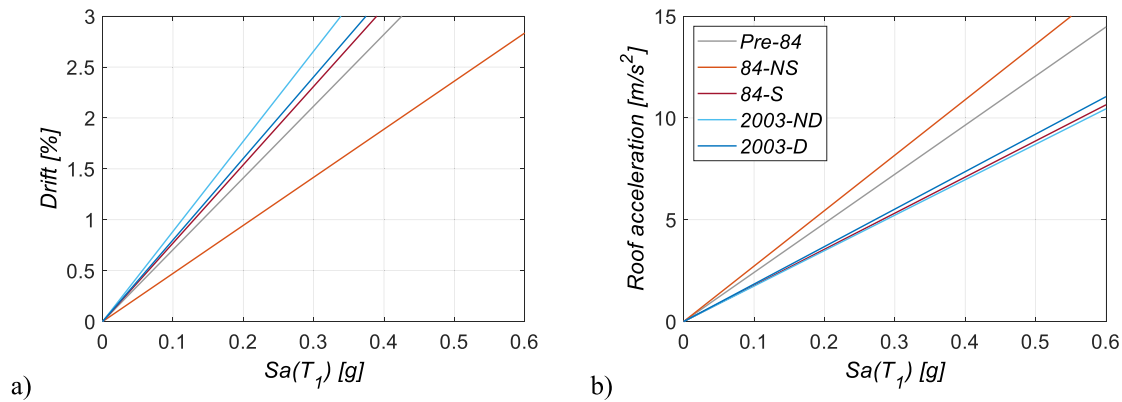 3
2.5
2
1.5
1
0.5
0
Drift [%]
0 0.1 0.2 0.3 0.4 0.5 0.6
Sa(T1) [g]
a)
15
10
5
0
Roof acceleration [m/s2]
Pre-84
84-NS
84-S
2003-ND
2003-D
0 0.1 0.2 0.3 0.4 0.5 0.6
Sa(T1) [g]
b)